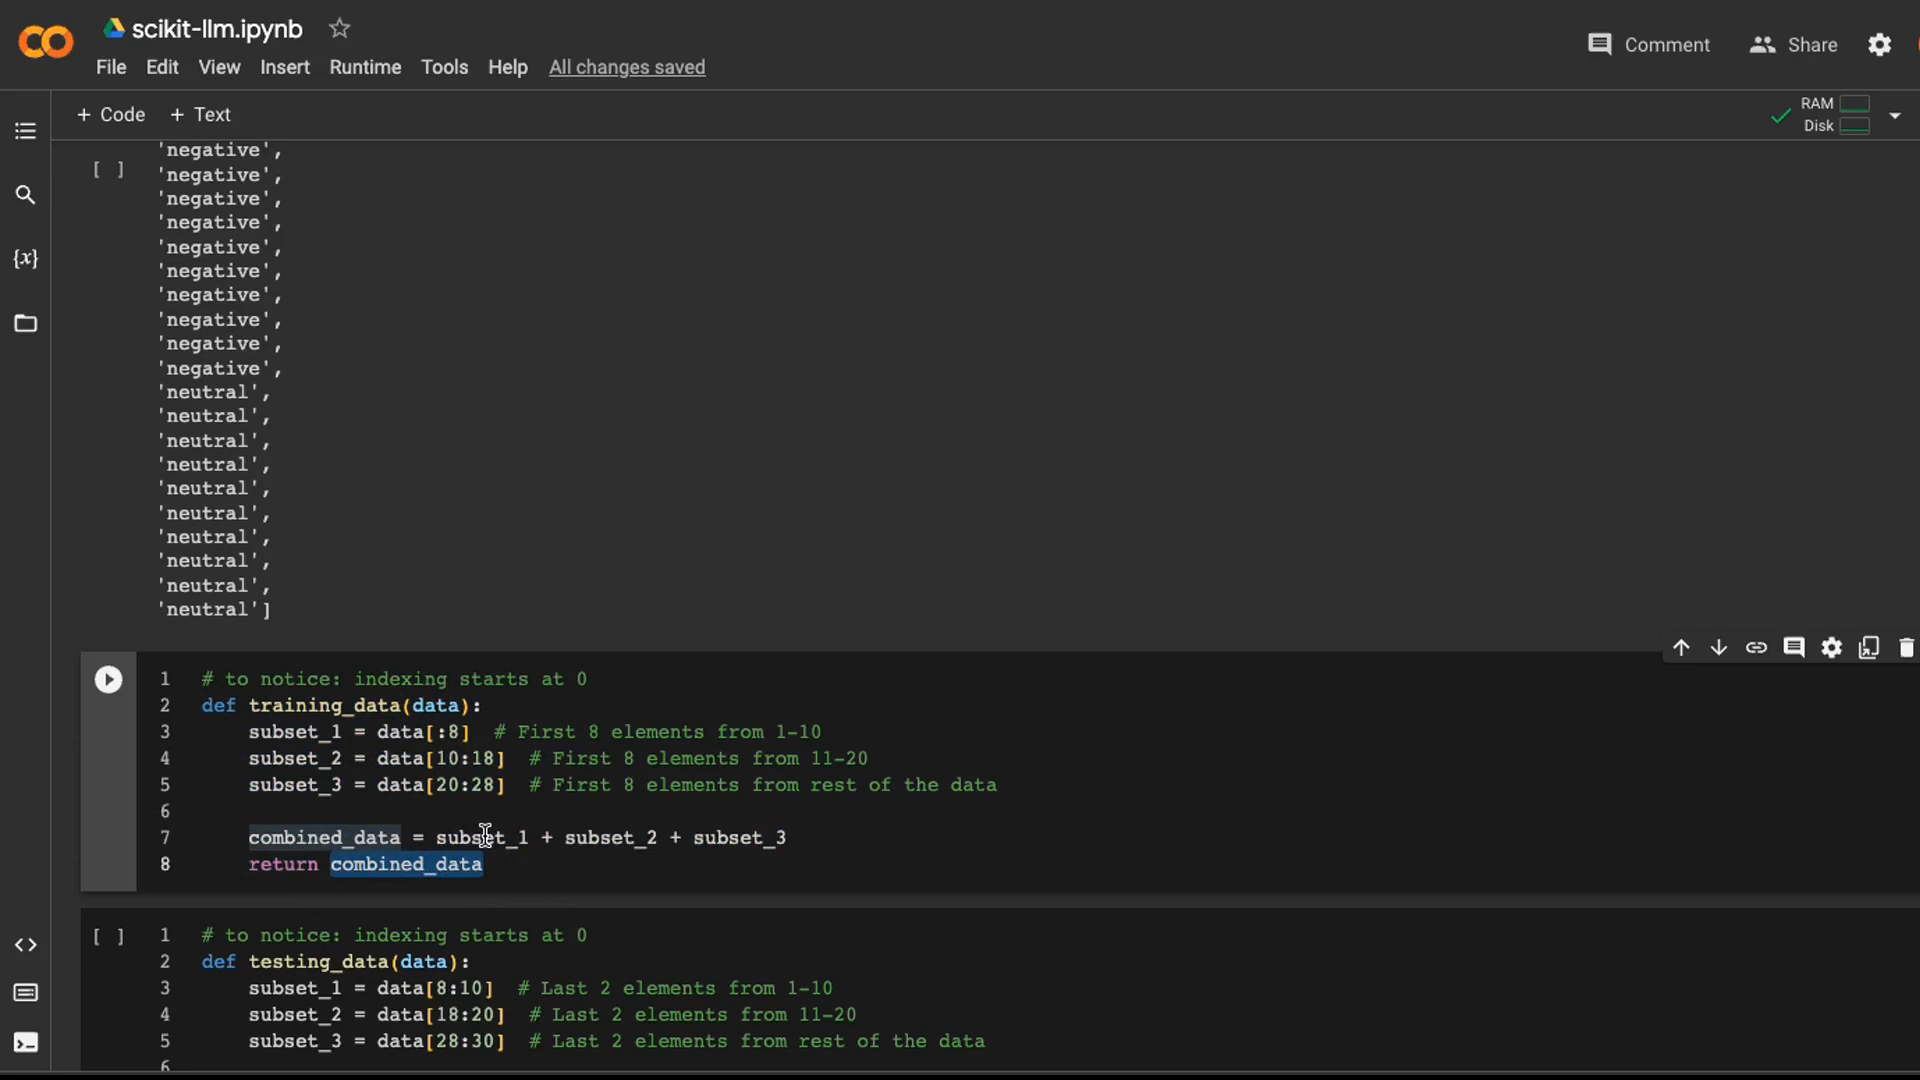 scikit-llm.ipynb
Comment
Share
File Edit View Insert Runtime Tools Help All changes saved
+ Code + Text
RAM
Disk
'negative',
[ ] 'negative',
'negative',
'negative',
'negative',
'negative',
'negative',
'negative',
'negative',
'negative',
'neutral',
'neutral',
'neutral',
'neutral',
'neutral',
'neutral',
'neutral',
'neutral',
'neutral',
'neutral']
{x}
1 # to notice: indexing starts at 0
2 def training_data(data):
3 subset_1 = data[:8] # First 8 elements from 1-10
4 subset_2 = data[10:18] # First 8 elements from 11-20
5 subset_3 = data[20:28] # First 8 elements from rest of the data
6
7 combined_data = subset_1 + subset_2 + subset_3
8 return combined_data
[ ] 1 # to notice: indexing starts at 0
2 def testing_data(data):
3 subset_1 = data[8:10] # Last 2 elements from 1-10
4 subset_2 = data[18:20] # Last 2 elements from 11-20
5 subset_3 = data[28:30] # Last 2 elements from rest of the data
6